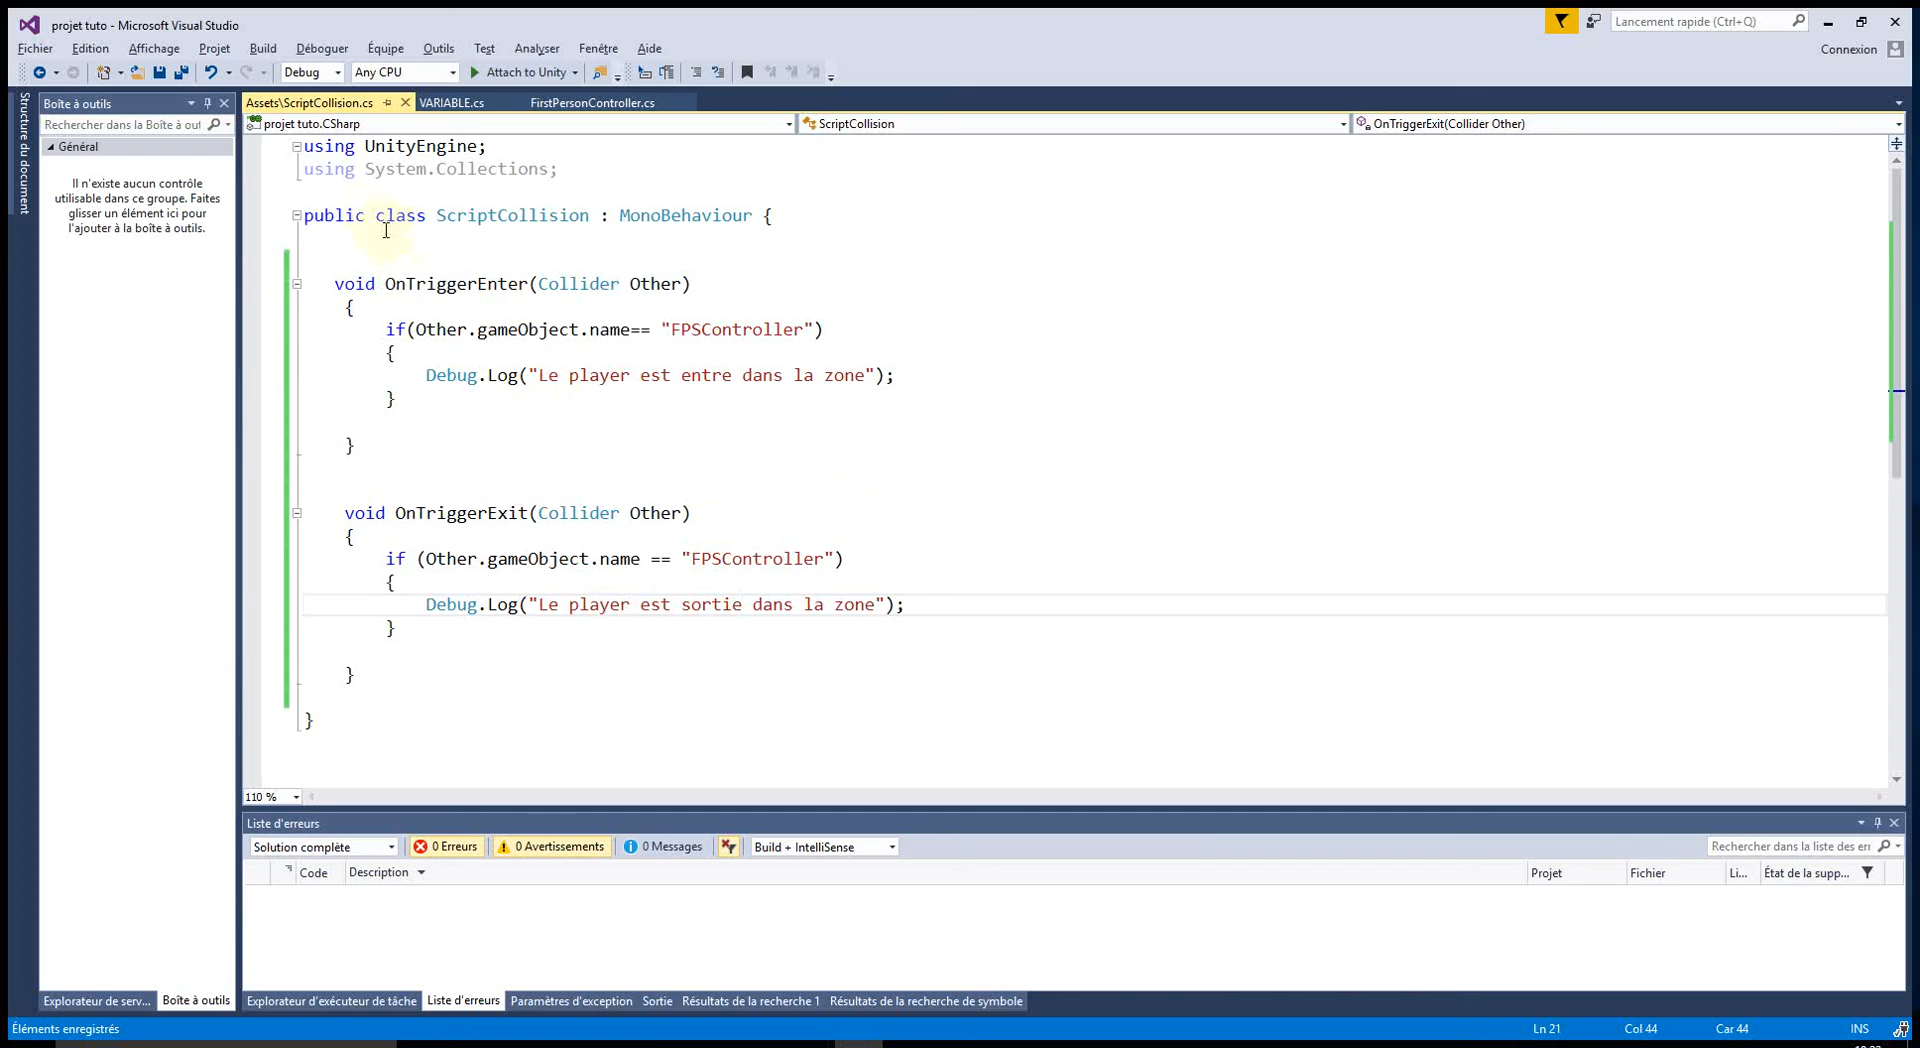 projet tuto - Microsoft Visual Studio
Lancement rapide (Ctrl+Q)
Fichier Edition Affichage Projet Build Déboguer Équipe Outils Test Analyser Fenêtre Aide
Connexion
Debug Any CPU Attach to Unity
Structure du document
Boîte à outils
Rechercher dans la Boîte à out
Général
Il n'existe aucun contrôle
utilisable dans ce groupe. Faites
glisser un élément ici pour
l'ajouter à la boîte à outils.
Assets\ScriptCollision.cs VARIABLE.cs FirstPersonController.cs
projet tuto.CSharp ScriptCollision OnTriggerExit(Collider Other)
using UnityEngine;
using System.Collections;
public class ScriptCollision : MonoBehaviour {
void OnTriggerEnter(Collider Other)
{
if(Other.gameObject.name== "FPSController")
{
Debug.Log("Le player est entre dans la zone");
}
}
void OnTriggerExit(Collider Other)
{
if (Other.gameObject.name == "FPSController")
{
Debug.Log("Le player est sortie dans la zone");
}
}
}
110 %
Liste d'erreurs
Solution complète 0 Erreurs 0 Avertissements 0 Messages Build + IntelliSense
Rechercher dans la liste des err
Code Description Projet Fichier Li... État de la supp...
Explorateur de serv... Boîte à outils
Explorateur d'exécuteur de tâche Liste d'erreurs Paramètres d'exception Sortie Résultats de la recherche 1 Résultats de la recherche de symbole
Éléments enregistrés Ln 21 Col 44 Car 44 INS